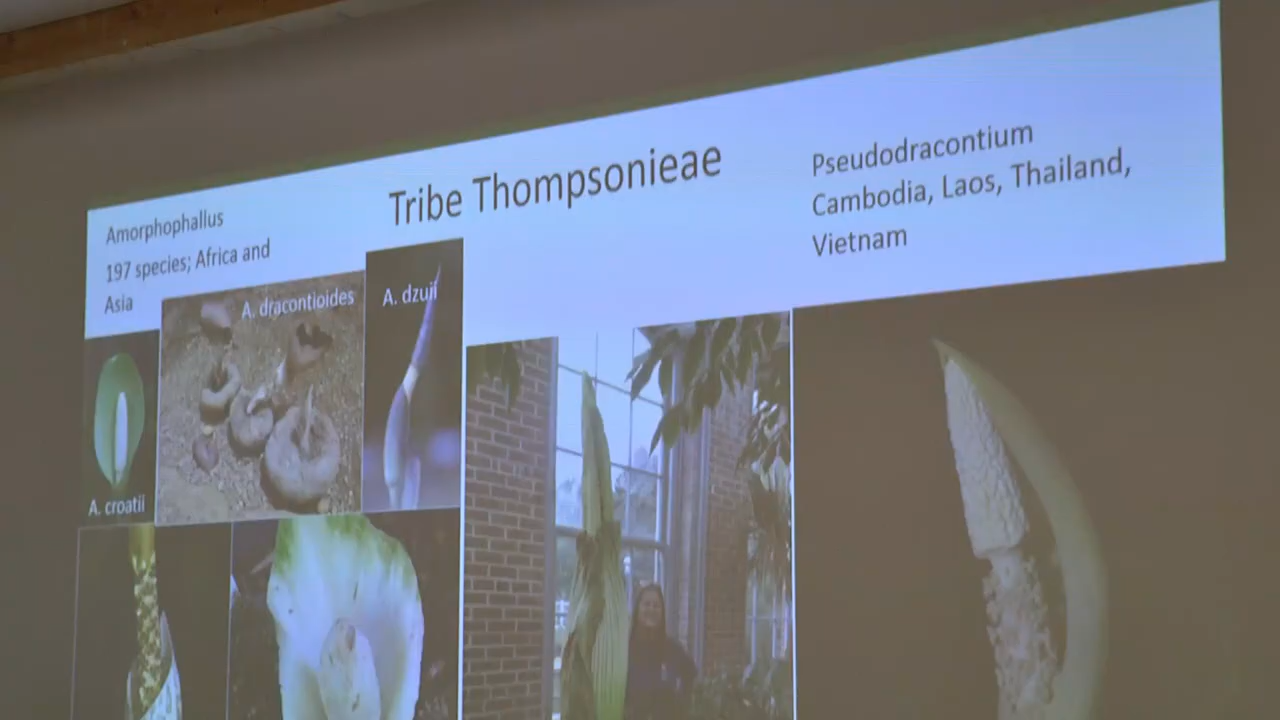 Tribe Thompsonieae
Amorphophallus
197 species; Africa and
Asia
Pseudodracontium
Cambodia, Laos, Thailand,
Vietnam
A. dracontioides
A. dzuii
A. croatii